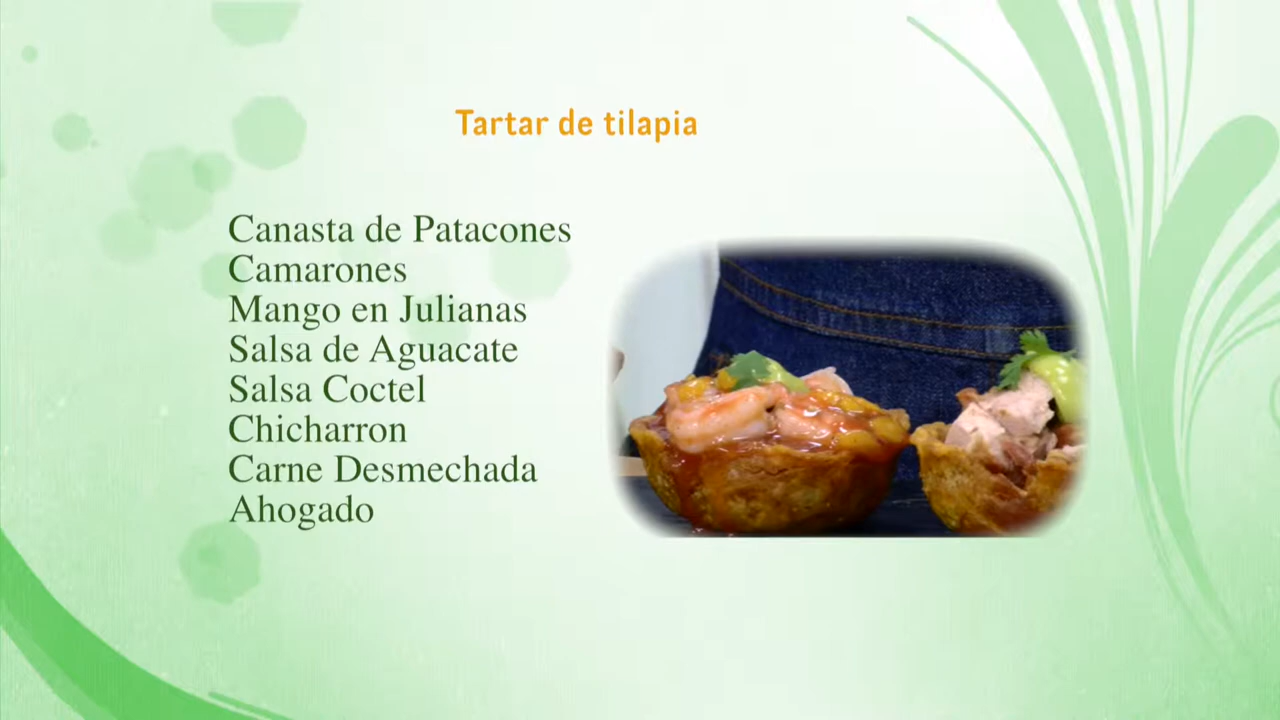 Tartar de tilapia
Canasta de Patacones
Camarones
Mango en Julianas
Salsa de Aguacate
Salsa Coctel
Chicharron
Carne Desmechada
Ahogado